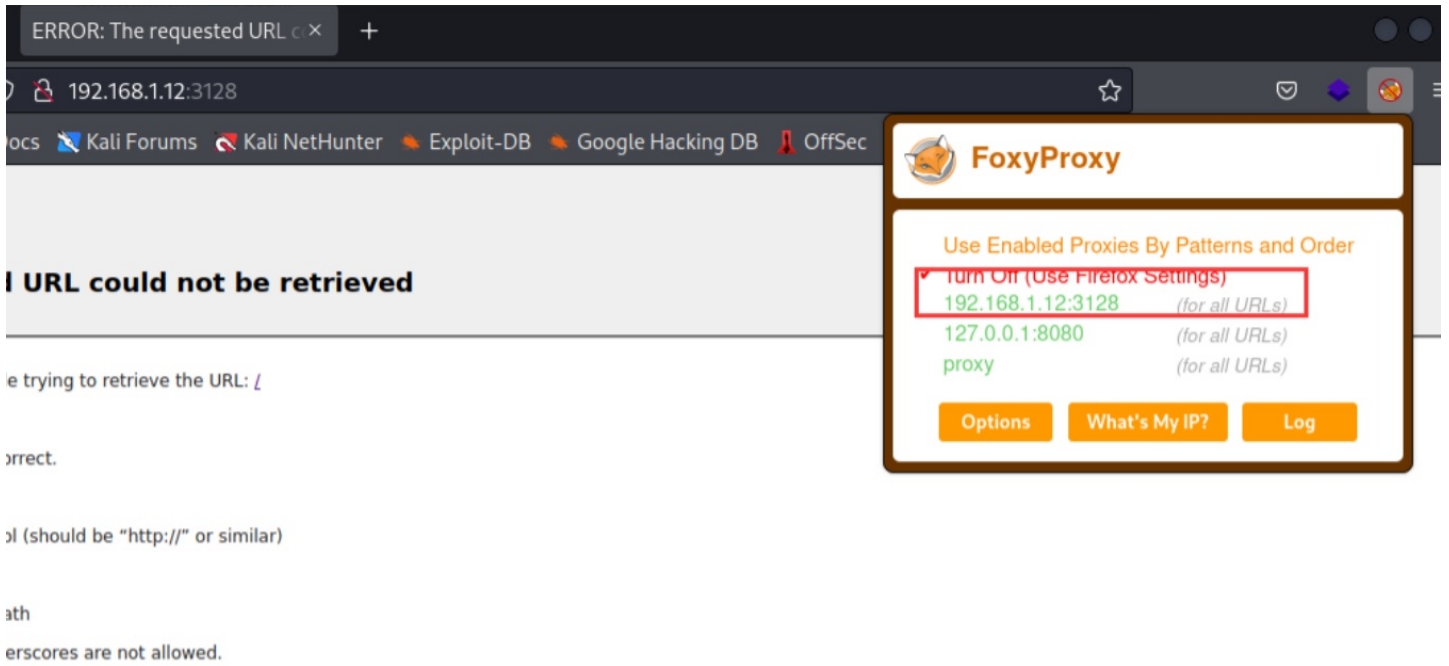 ERROR: The requested URL c
192.168.1.12:3128
ocs Kali Forums Kali NetHunter Exploit-DB Google Hacking DB OffSec
FoxyProxy
Use Enabled Proxies By Patterns and Order
Turn Off (Use Firefox Settings)
192.168.1.12:3128 (for all URLs)
127.0.0.1:8080 (for all URLs)
proxy (for all URLs)
Options What's My IP? Log
URL could not be retrieved
e trying to retrieve the URL: /
orrect.
ol (should be “http://” or similar)
ath
erscores are not allowed.